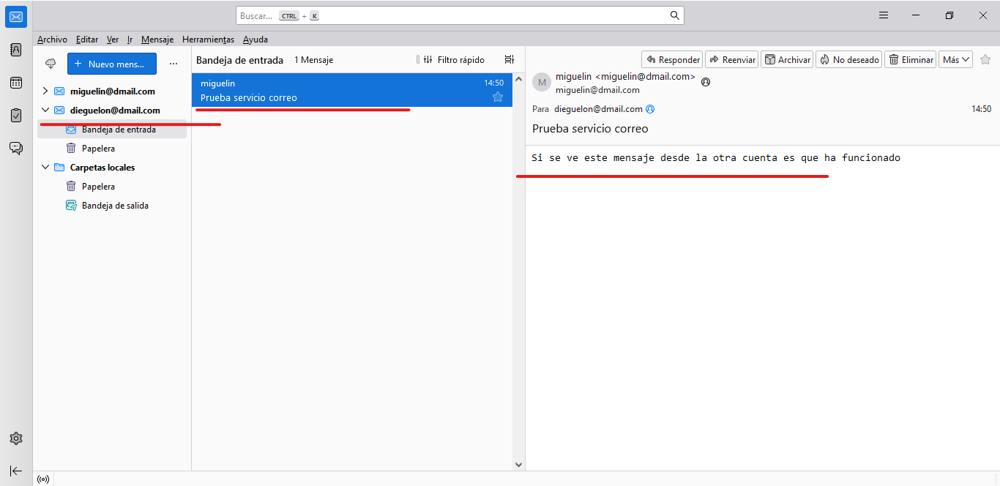 Buscar... CTRL + K
Archivo Editar Ver Ir Mensaje Herramientas Ayuda
+ Nuevo mens... ...
miguelin@dmail.com
dieguelon@dmail.com
Bandeja de entrada
Papelera
Carpetas locales
Papelera
Bandeja de salida
Bandeja de entrada 1 Mensaje Filtro rápido
miguelin 14:50
Prueba servicio correo
Responder Reenviar Archivar No deseado Eliminar Más
M
miguelin <miguelin@dmail.com>
miguelin@dmail.com
Para dieguelon@dmail.com 14:50
Prueba servicio correo
Si se ve este mensaje desde la otra cuenta es que ha funcionado